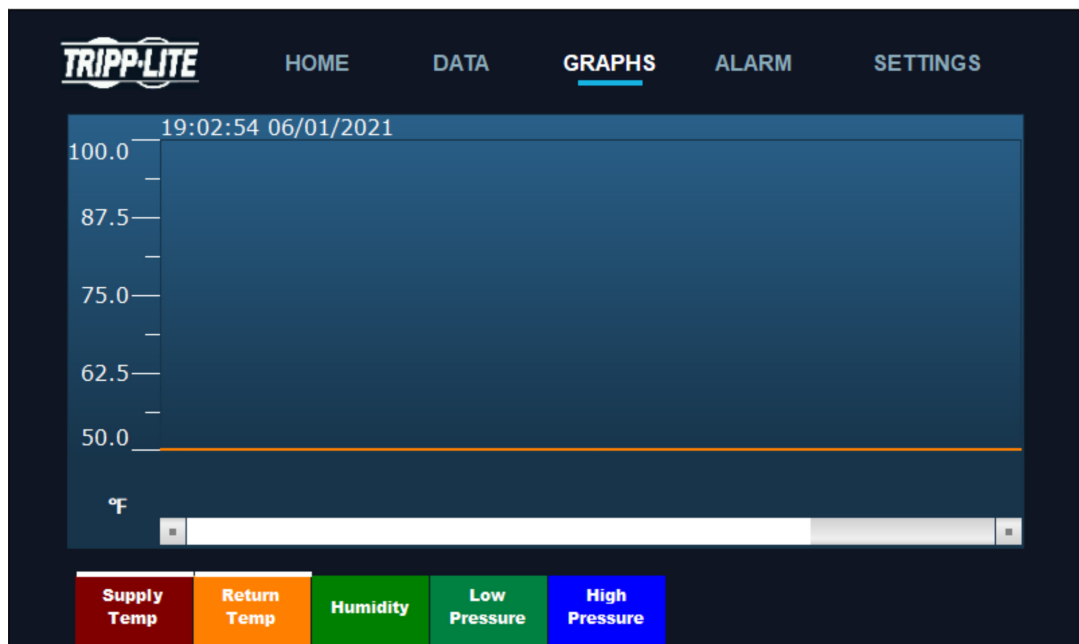 TRIPP·LITE
HOME DATA GRAPHS ALARM SETTINGS
19:02:54 06/01/2021
100.0
87.5
75.0
62.5
50.0
°F
Supply Temp
Return Temp
Humidity
Low Pressure
High Pressure